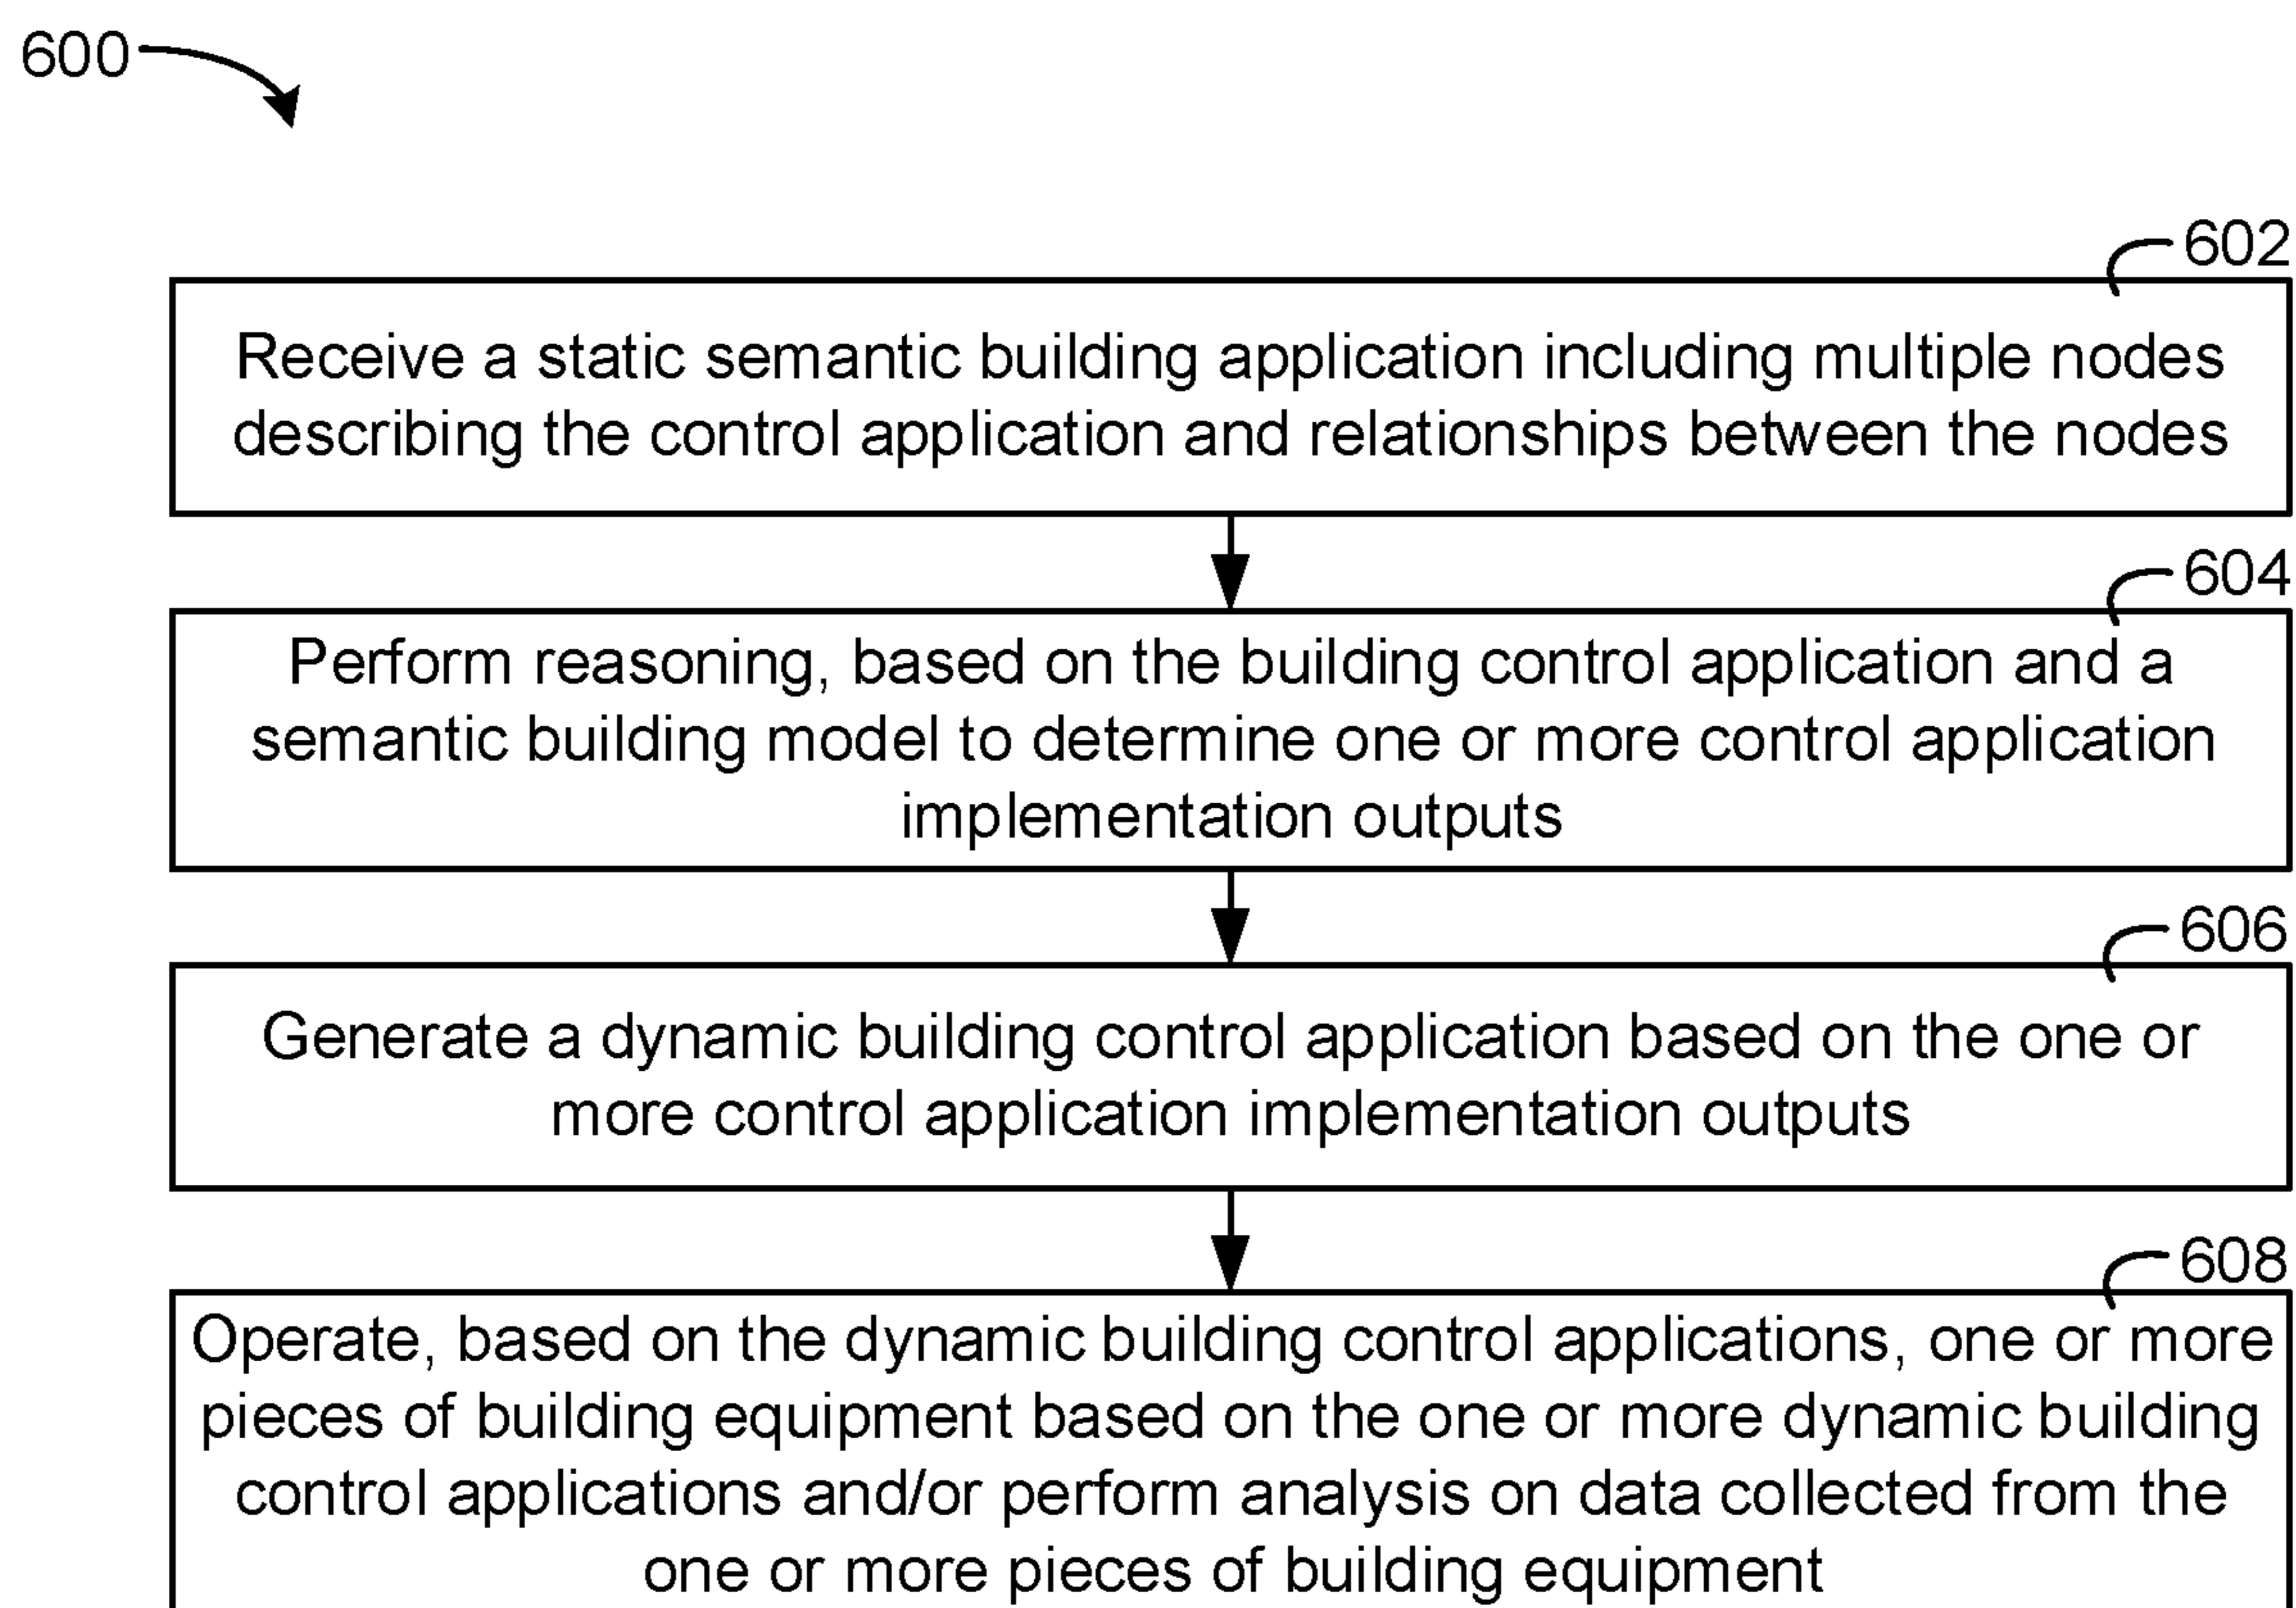 600
602
Receive a static semantic building application including multiple nodes
describing the control application and relationships between the nodes
604
Perform reasoning, based on the building control application and a
semantic building model to determine one or more control application
implementation outputs
606
Generate a dynamic building control application based on the one or
more control application implementation outputs
608
Operate, based on the dynamic building control applications, one or more
pieces of building equipment based on the one or more dynamic building
control applications and/or perform analysis on data collected from the
one or more pieces of building equipment